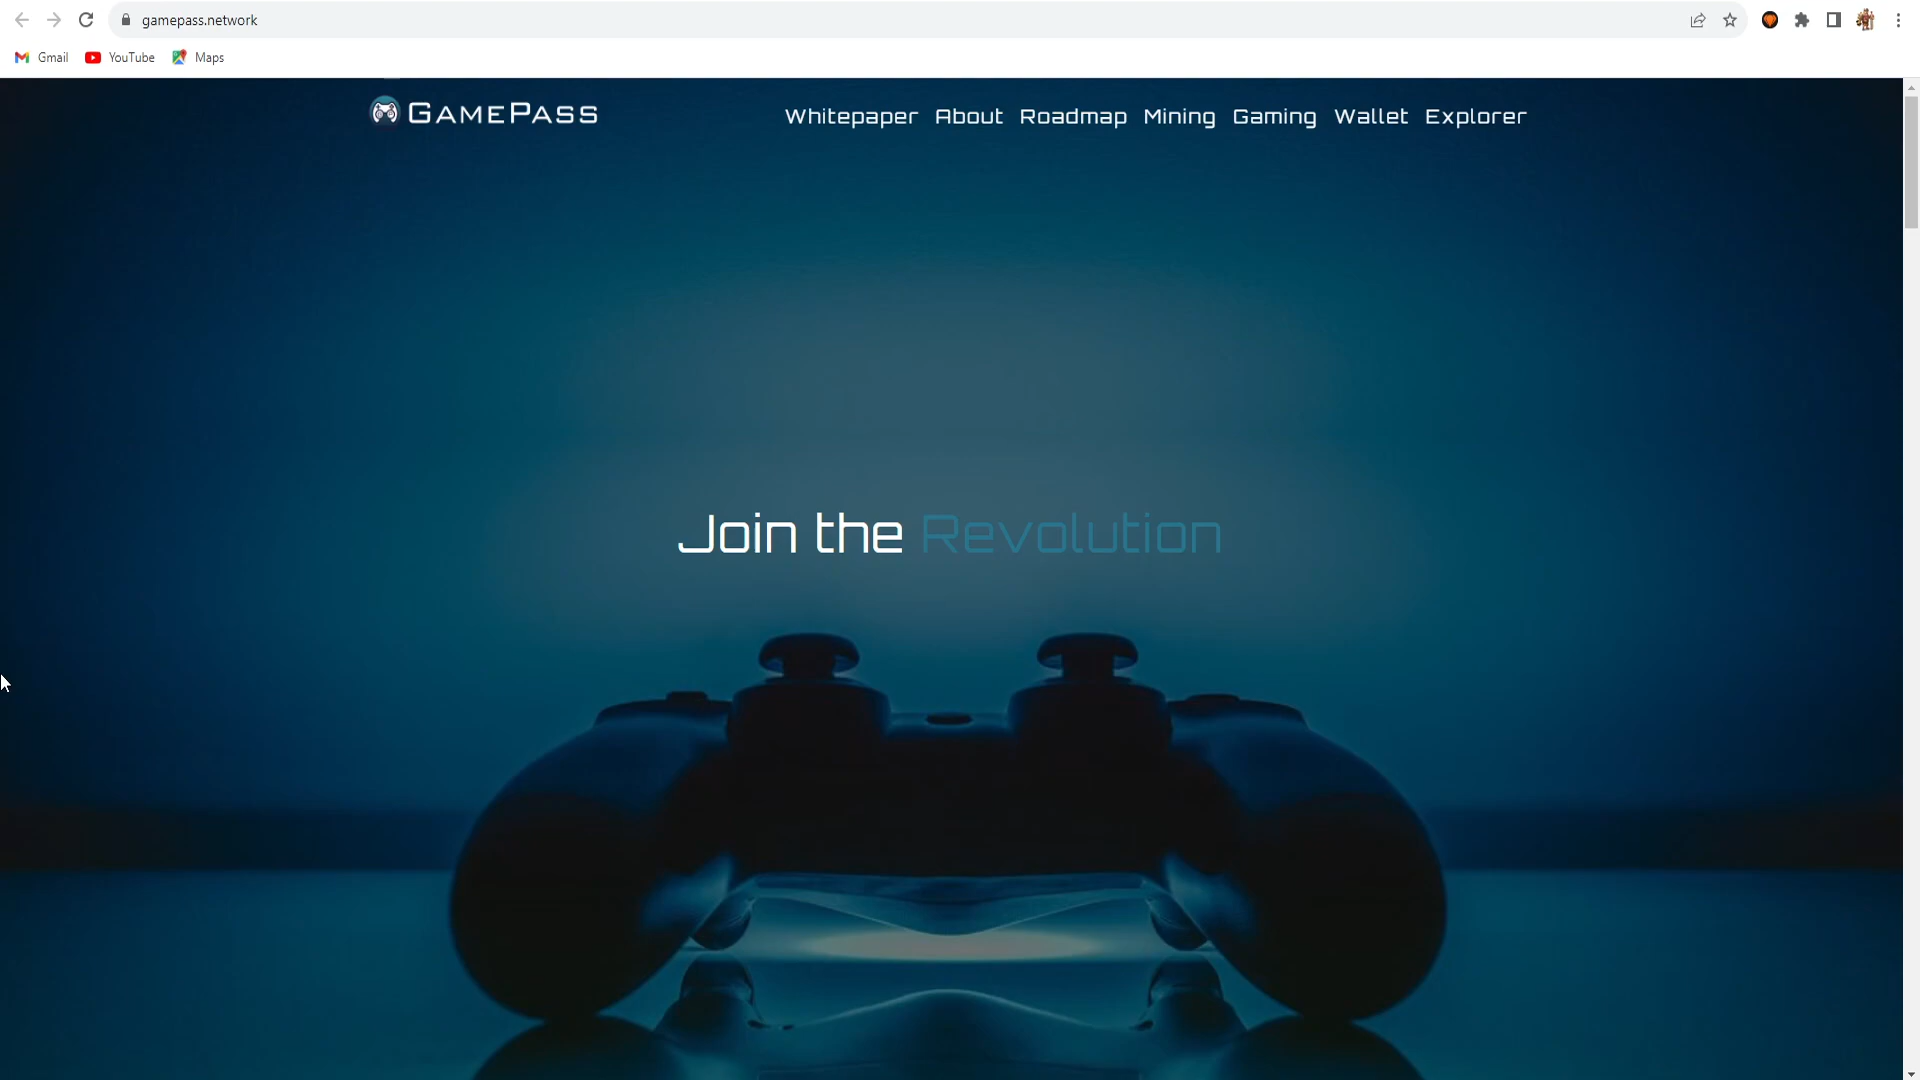 gamepass.network
Gmail YouTube Maps
GAMEPASS Whitepaper About Roadmap Mining Gaming Wallet Explorer
Join the Revolution